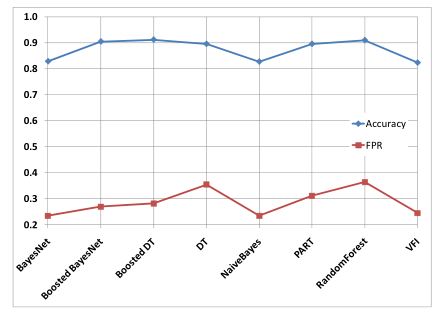 1.0
0.9
0.8
0.7
0.6
0.5
0.4
0.3
0.2
Accuracy
FPR
BayesNet
Boosted BayesNet
Boosted DT
DT
NaiveBayes
PART
RandomForest
VFI